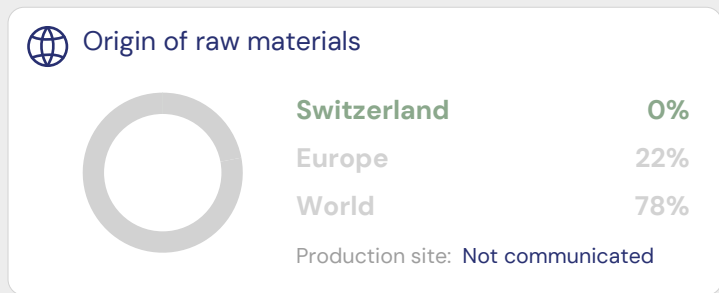 Origin of raw materials
Switzerland 0%
Europe 22%
World 78%
Production site: Not communicated